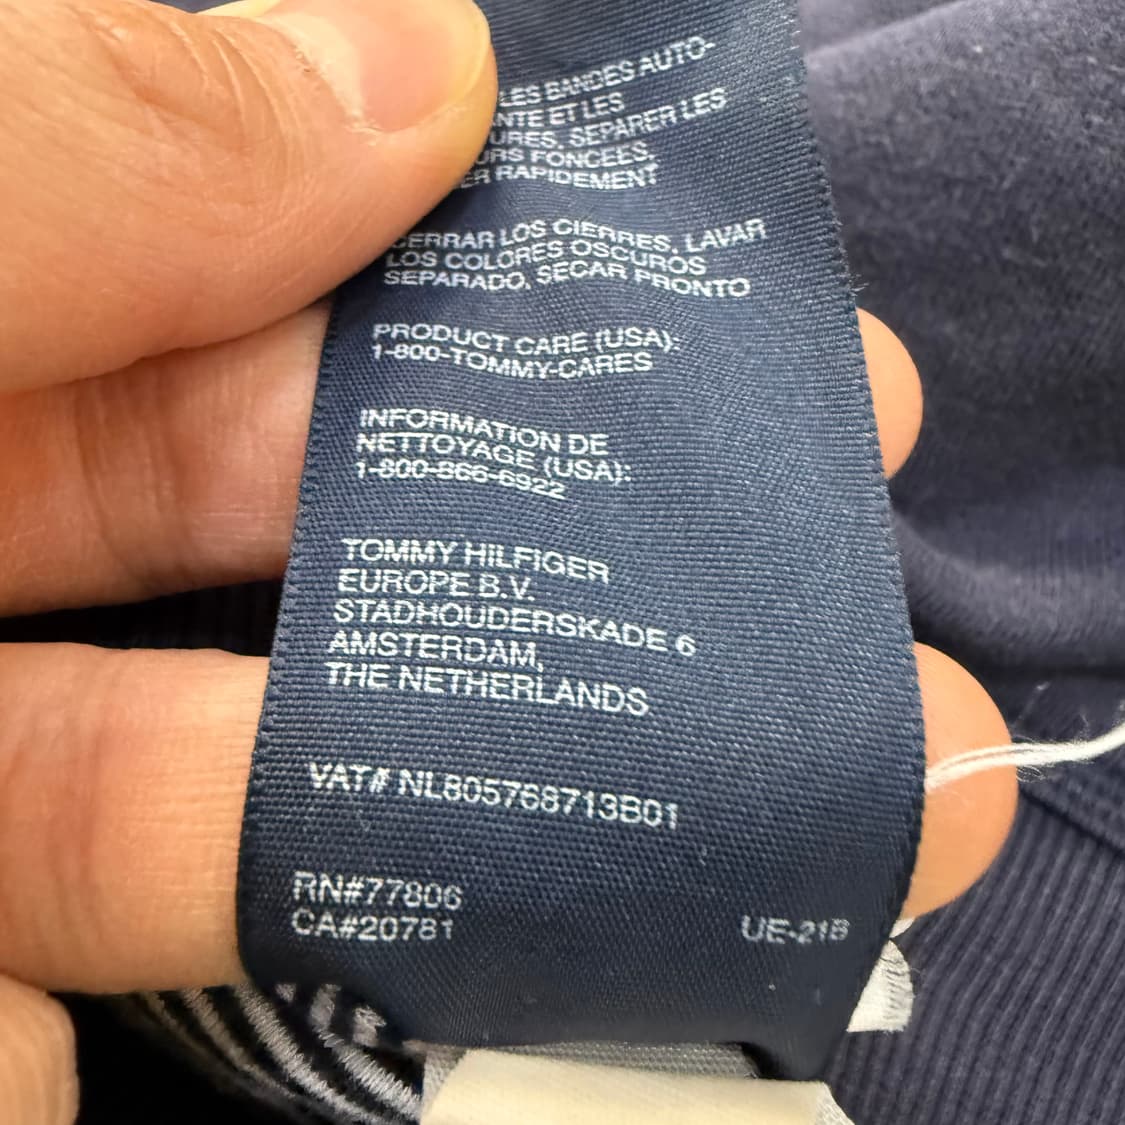 LES BANDES AUTO-
ET LES
SEPARER LES
FONCEES,
RAPIDEMENT
CERRAR LOS CIERRES, LAVAR
LOS COLORES OSCUROS
SEPARADO, SECAR PRONTO
PRODUCT CARE (USA):
1-800-TOMMY-CARES
INFORMATION DE
NETTOYAGE (USA):
1-800-866-6922
TOMMY HILFIGER
EUROPE B.V.
STADHOUDERSKADE 6
AMSTERDAM,
THE NETHERLANDS
VAT# NL805768713B01
RN#77806
CA#20781
UE-21B